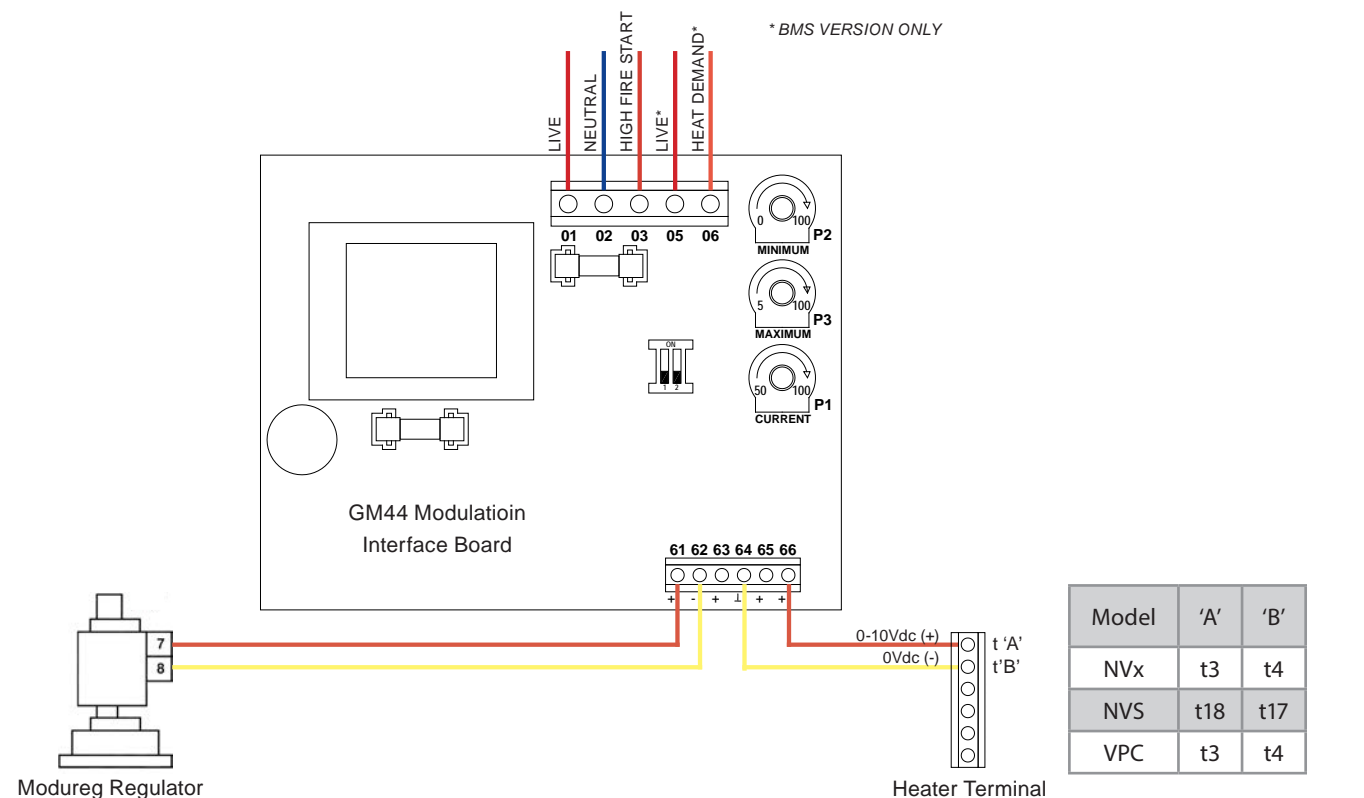 * BMS VERSION ONLY
LIVE
NEUTRAL
HIGH FIRE START
LIVE*
HEAT DEMAND*
01 02 03 05 06
0 100
P2
MINIMUM
5 100
P3
MAXIMUM
50 100
P1
CURRENT
ON
1 2
GM44 Modulatioin
Interface Board
61 62 63 64 65 66
+ - + ⊥ + +
7
8
0-10Vdc (+)
t ‘A’
0Vdc (-)
t’B’
Modureg Regulator
Heater Terminal
Model ‘A’ ‘B’
NVx t3 t4
NVS t18 t17
VPC t3 t4